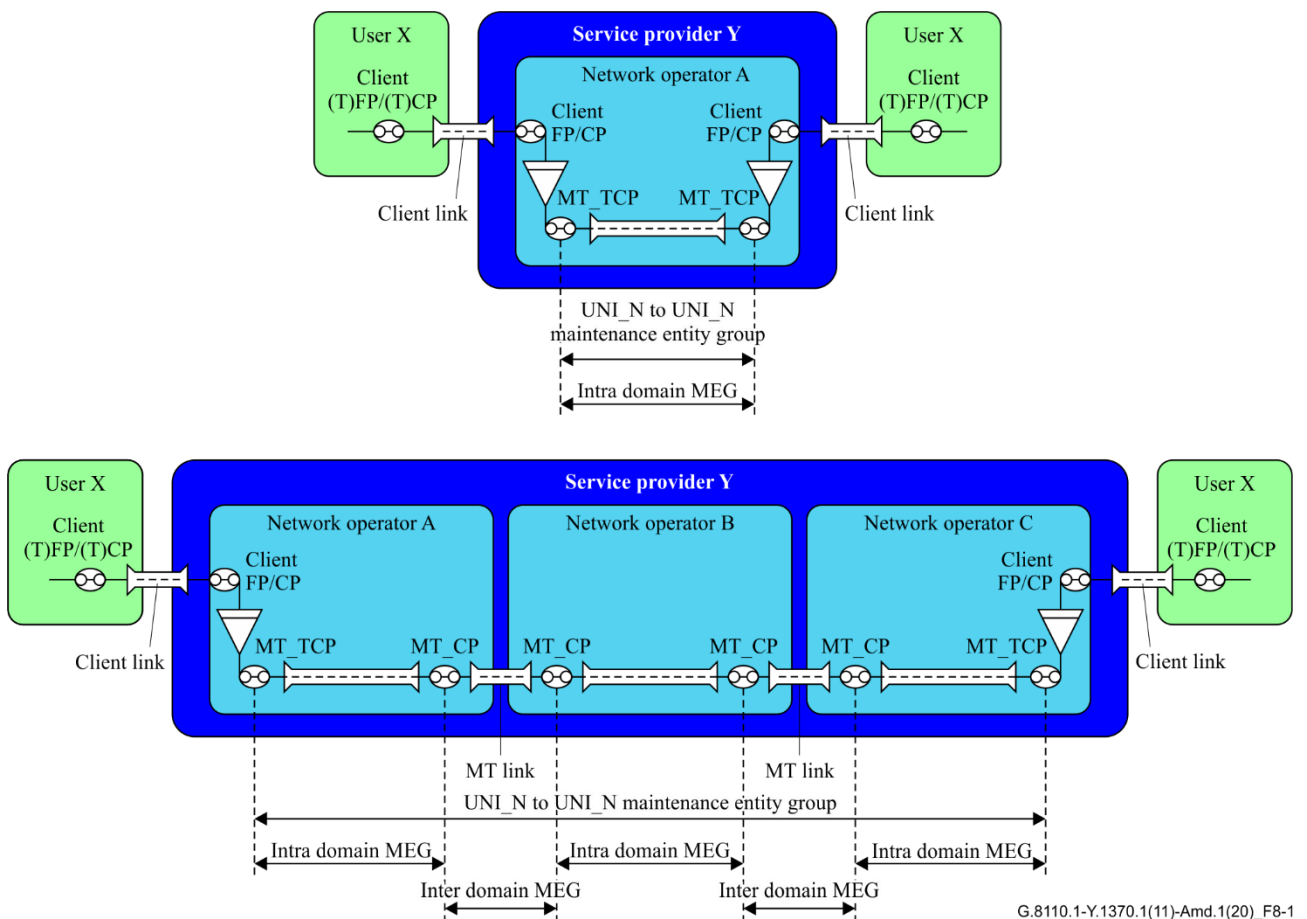 User X
Service provider Y
User X
Network operator A
Client
(T)FP/(T)CP
Client
FP/CP
Client
FP/CP
Client
(T)FP/(T)CP
Client link
MT_TCP
MT_TCP
Client link
UNI_N to UNI_N
maintenance entity group
Intra domain MEG
User X
Service provider Y
User X
Network operator A
Network operator B
Network operator C
Client
(T)FP/(T)CP
Client
FP/CP
Client
FP/CP
Client
(T)FP/(T)CP
Client link
MT_TCP
MT_CP
MT_CP
MT_CP
MT_CP
MT_TCP
Client link
MT link
MT link
UNI_N to UNI_N maintenance entity group
Intra domain MEG
Intra domain MEG
Intra domain MEG
Inter domain MEG
Inter domain MEG
G.8110.1-Y.1370.1(11)-Amd.1(20)_F8-1